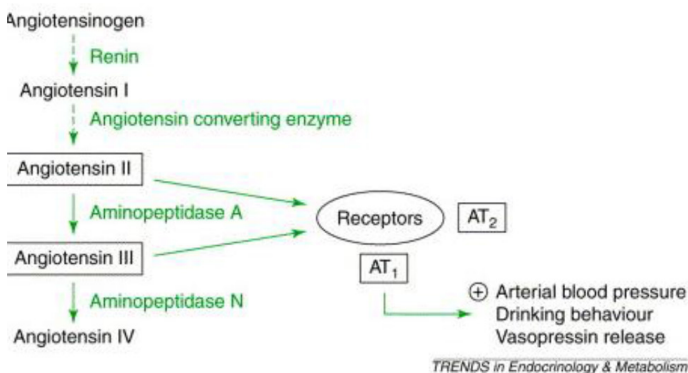 Angiotensinogen
Renin
Angiotensin I
Angiotensin converting enzyme
Angiotensin II
Aminopeptidase A
Receptors
AT₂
Angiotensin III
AT₁
Aminopeptidase N
⊕ Arterial blood pressure
Drinking behaviour
Angiotensin IV
Vasopressin release
TRENDS in Endocrinology & Metabolism